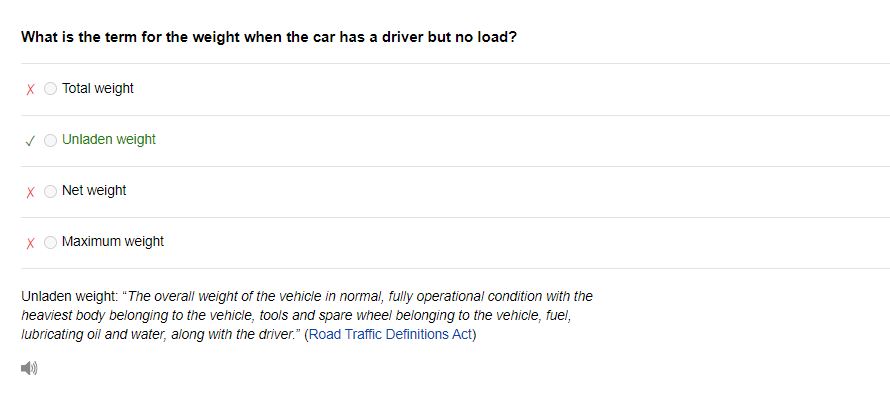 What is the term for the weight when the car has a driver but no load?
Total weight
Unladen weight
Net weight
Maximum weight
Unladen weight: “The overall weight of the vehicle in normal, fully operational condition with the
heaviest body belonging to the vehicle, tools and spare wheel belonging to the vehicle, fuel,
lubricating oil and water, along with the driver.” (Road Traffic Definitions Act)